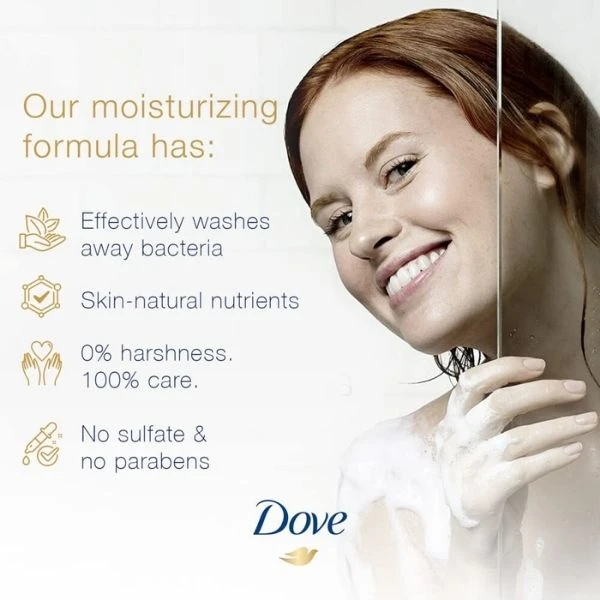 Our moisturizing
formula has:
Effectively washes
away bacteria
Skin-natural nutrients
0% harshness.
100% care.
No sulfate &
no parabens
Dove